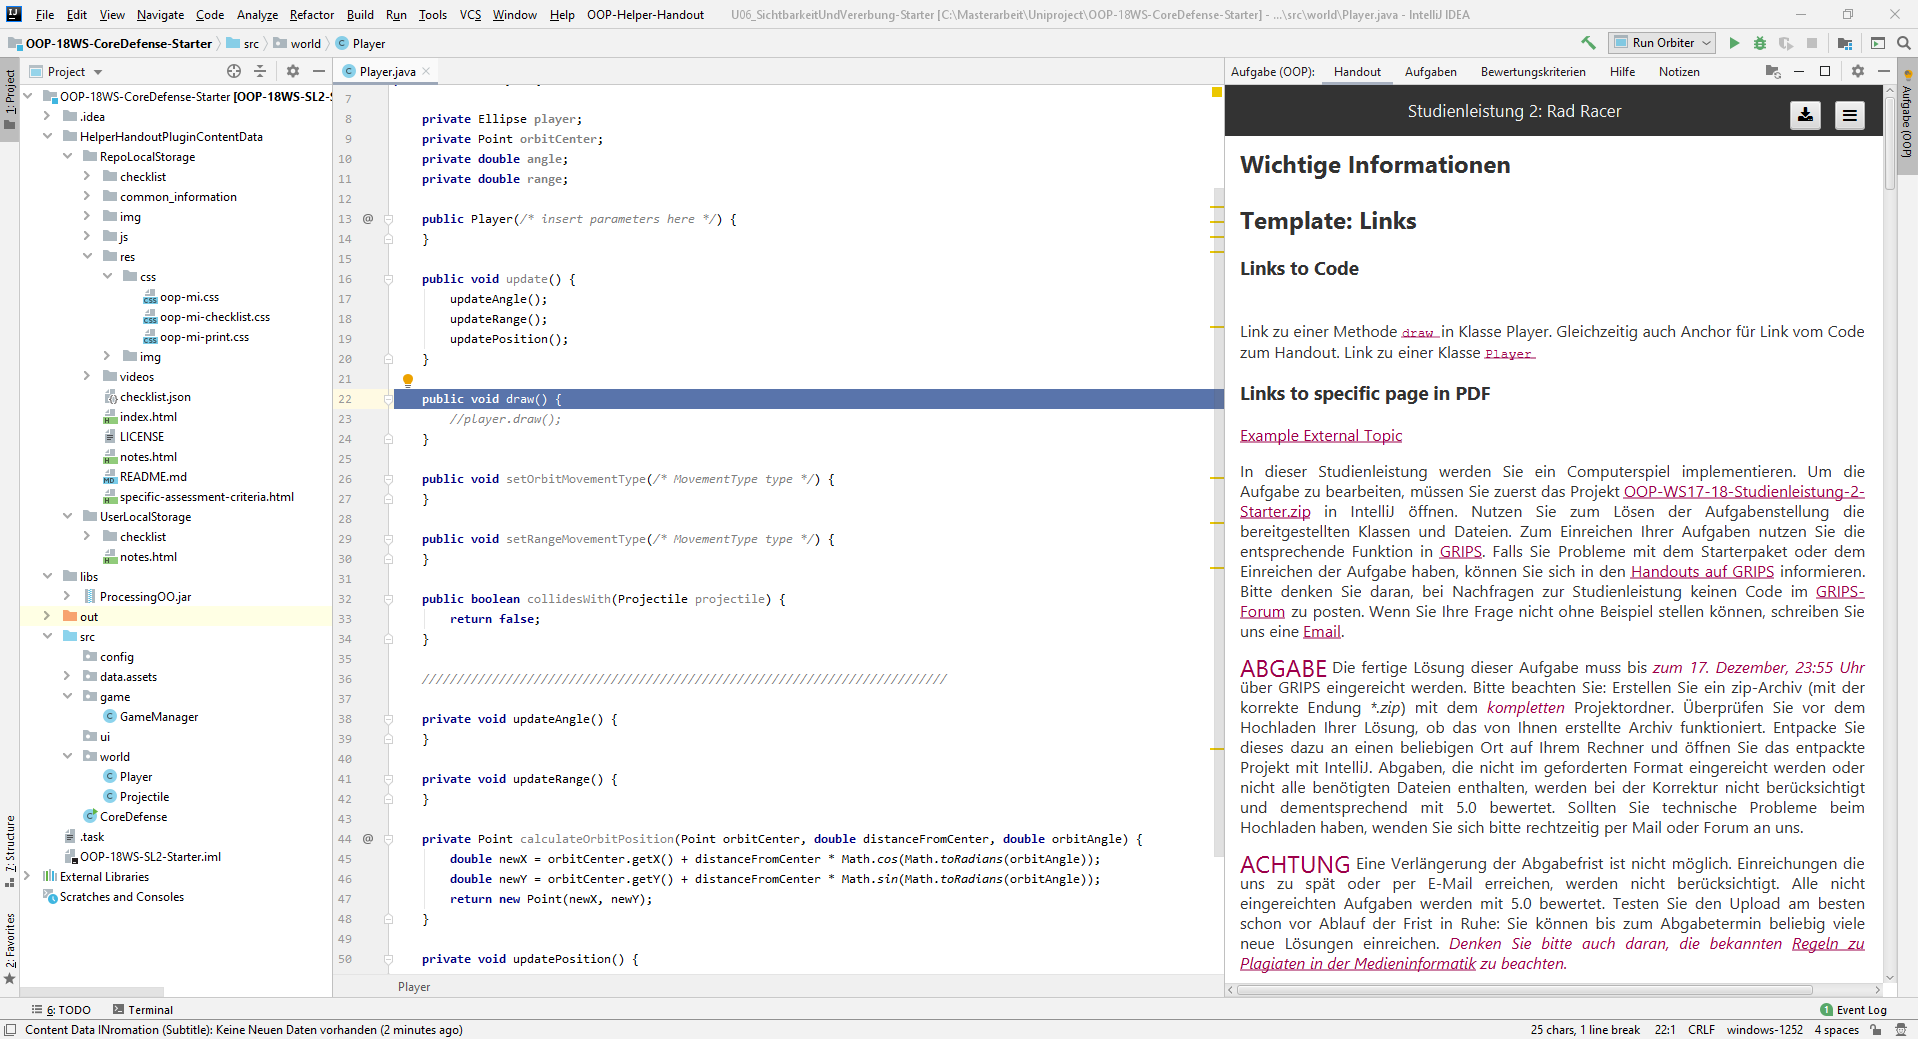 File Edit View Navigate Code Analyze Refactor Build Run Tools VCS Window Help OOP-Helper-Handout U06_SichtbarkeitUndVererbung-Starter [C:\Masterarbeit\Uniproject\OOP-18WS-CoreDefense-Starter] - ...\src\world\Player.java - IntelliJ IDEA
OOP-18WS-CoreDefense-Starter src world Player
Run Orbiter
1: Project
7: Structure
2: Favorites
Project
OOP-18WS-CoreDefense-Starter [OOP-18WS-SL2-S
.idea
HelperHandoutPluginContentData
RepoLocalStorage
checklist
common_information
img
js
res
css
oop-mi.css
oop-mi-checklist.css
oop-mi-print.css
img
videos
checklist.json
index.html
LICENSE
notes.html
README.md
specific-assessment-criteria.html
UserLocalStorage
checklist
notes.html
libs
ProcessingOO.jar
out
src
config
data.assets
game
GameManager
ui
world
Player
Projectile
CoreDefense
.task
OOP-18WS-SL2-Starter.iml
External Libraries
Scratches and Consoles
Player.java
7
8 private Ellipse player;
9 private Point orbitCenter;
10 private double angle;
11 private double range;
12
13 @ public Player(/* insert parameters here */) {
14 }
15
16 public void update() {
17 updateAngle();
18 updateRange();
19 updatePosition();
20 }
21
22 public void draw() {
23 //player.draw();
24 }
25
26 public void setOrbitMovementType(/* MovementType type */) {
27 }
28
29 public void setRangeMovementType(/* MovementType type */) {
30 }
31
32 public boolean collidesWith(Projectile projectile) {
33 return false;
34 }
35
36 ///////////////////////////////////////////////////////////////////////////
37
38 private void updateAngle() {
39 }
40
41 private void updateRange() {
42 }
43
44 @ private Point calculateOrbitPosition(Point orbitCenter, double distanceFromCenter, double orbitAngle) {
45 double newX = orbitCenter.getX() + distanceFromCenter * Math.cos(Math.toRadians(orbitAngle));
46 double newY = orbitCenter.getY() + distanceFromCenter * Math.sin(Math.toRadians(orbitAngle));
47 return new Point(newX, newY);
48 }
49
50 private void updatePosition() {
Player
Aufgabe (OOP): Handout Aufgaben Bewertungskriterien Hilfe Notizen
Aufgabe (OOP)
Studienleistung 2: Rad Racer
Wichtige Informationen
Template: Links
Links to Code
Link zu einer Methode draw in Klasse Player. Gleichzeitig auch Anchor für Link vom Code
zum Handout. Link zu einer Klasse Player
Links to specific page in PDF
Example External Topic
In dieser Studienleistung werden Sie ein Computerspiel implementieren. Um die
Aufgabe zu bearbeiten, müssen Sie zuerst das Projekt OOP-WS17-18-Studienleistung-2-
Starter.zip in IntelliJ öffnen. Nutzen Sie zum Lösen der Aufgabenstellung die
bereitgestellten Klassen und Dateien. Zum Einreichen Ihrer Aufgaben nutzen Sie die
entsprechende Funktion in GRIPS. Falls Sie Probleme mit dem Starterpaket oder dem
Einreichen der Aufgabe haben, können Sie sich in den Handouts auf GRIPS informieren.
Bitte denken Sie daran, bei Nachfragen zur Studienleistung keinen Code im GRIPS-
Forum zu posten. Wenn Sie Ihre Frage nicht ohne Beispiel stellen können, schreiben Sie
uns eine Email.
ABGABE Die fertige Lösung dieser Aufgabe muss bis zum 17. Dezember, 23:55 Uhr
über GRIPS eingereicht werden. Bitte beachten Sie: Erstellen Sie ein zip-Archiv (mit der
korrekte Endung *.zip) mit dem kompletten Projektordner. Überprüfen Sie vor dem
Hochladen Ihrer Lösung, ob das von Ihnen erstellte Archiv funktioniert. Entpacke Sie
dieses dazu an einen beliebigen Ort auf Ihrem Rechner und öffnen Sie das entpackte
Projekt mit IntelliJ. Abgaben, die nicht im geforderten Format eingereicht werden oder
nicht alle benötigten Dateien enthalten, werden bei der Korrektur nicht berücksichtigt
und dementsprechend mit 5.0 bewertet. Sollten Sie technische Probleme beim
Hochladen haben, wenden Sie sich bitte rechtzeitig per Mail oder Forum an uns.
ACHTUNG Eine Verlängerung der Abgabefrist ist nicht möglich. Einreichungen die
uns zu spät oder per E-Mail erreichen, werden nicht berücksichtigt. Alle nicht
eingereichten Aufgaben werden mit 5.0 bewertet. Testen Sie den Upload am besten
schon vor Ablauf der Frist in Ruhe: Sie können bis zum Abgabetermin beliebig viele
neue Lösungen einreichen. Denken Sie bitte auch daran, die bekannten Regeln zu
Plagiaten in der Medieninformatik zu beachten.
6: TODO Terminal
1 Event Log
Content Data INromation (Subtitle): Keine Neuen Daten vorhanden (2 minutes ago)
25 chars, 1 line break 22:1 CRLF windows-1252 4 spaces